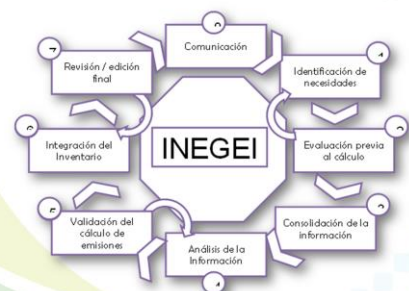 Comunicación
Identificación de
necesidades
Evaluación previa
al cálculo
Consolidación de la
información
Análisis de la
Información
Validación del
cálculo de
emisiones
Integración del
Inventario
Revisión / edición
final
INEGEI